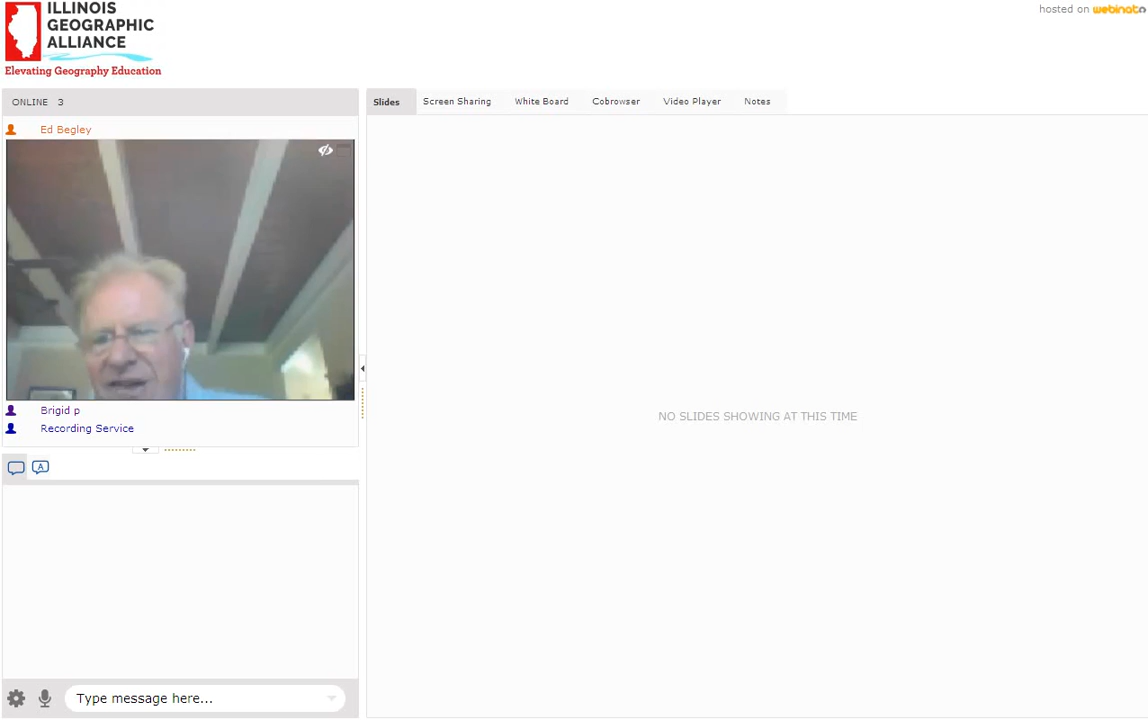 ILLINOIS
GEOGRAPHIC
ALLIANCE
Elevating Geography Education
hosted on webinato
ONLINE 3
Slides Screen Sharing White Board Cobrowser Video Player Notes
Ed Begley
Brigid p
Recording Service
NO SLIDES SHOWING AT THIS TIME
A
Type message here...